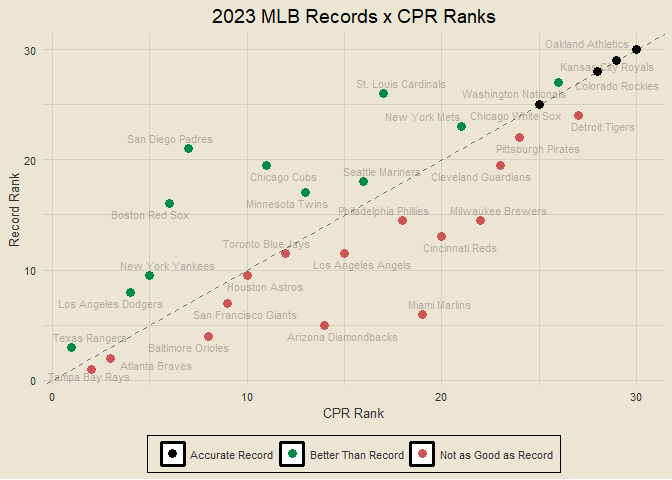 2023 MLB Records x CPR Ranks
Oakland Athletics
Kansas City Royals
St. Louis Cardinals
Colorado Rockies
Washington Nationals
New York Mets
Chicago White Sox
Detroit Tigers
San Diego Padres
Pittsburgh Pirates
Seattle Mariners
Chicago Cubs
Cleveland Guardians
Minnesota Twins
Boston Red Sox
Philadelphia Phillies
Milwaukee Brewers
Toronto Blue Jays
Cincinnati Reds
New York Yankees
Los Angeles Angels
Houston Astros
Los Angeles Dodgers
Miami Marlins
San Francisco Giants
Texas Rangers
Arizona Diamondbacks
Baltimore Orioles
Atlanta Braves
Tampa Bay Rays
30
20
10
0
Record Rank
0 10 20 30
CPR Rank
Accurate Record Better Than Record Not as Good as Record